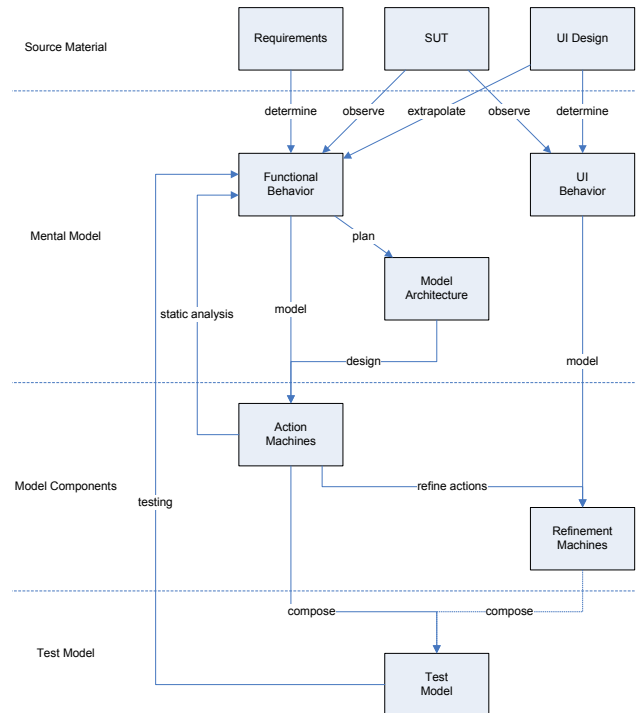 Source Material
Requirements
SUT
UI Design
determine
observe
extrapolate
observe
determine
Functional
Behavior
UI
Behavior
Mental Model
plan
Model
Architecture
static analysis
model
design
model
Action
Machines
Model Components
testing
refine actions
Refinement
Machines
compose
compose
Test Model
Test
Model